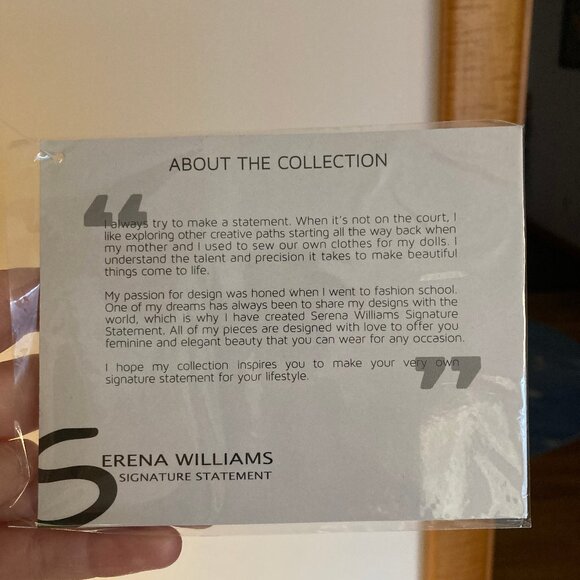 ABOUT THE COLLECTION
“I always try to make a statement. When it's not on the court, I
like exploring other creative paths starting all the way back when
my mother and I used to sew our own clothes for my dolls. I
understand the talent and precision it takes to make beautiful
things come to life.
My passion for design was honed when I went to fashion school.
One of my dreams has always been to share my designs with the
world, which is why I have created Serena Williams Signature
Statement. All of my pieces are designed with love to offer you
feminine and elegant beauty that you can wear for any occasion.
I hope my collection inspires you to make your very own
signature statement for your lifestyle.”
SERENA WILLIAMS
SIGNATURE STATEMENT